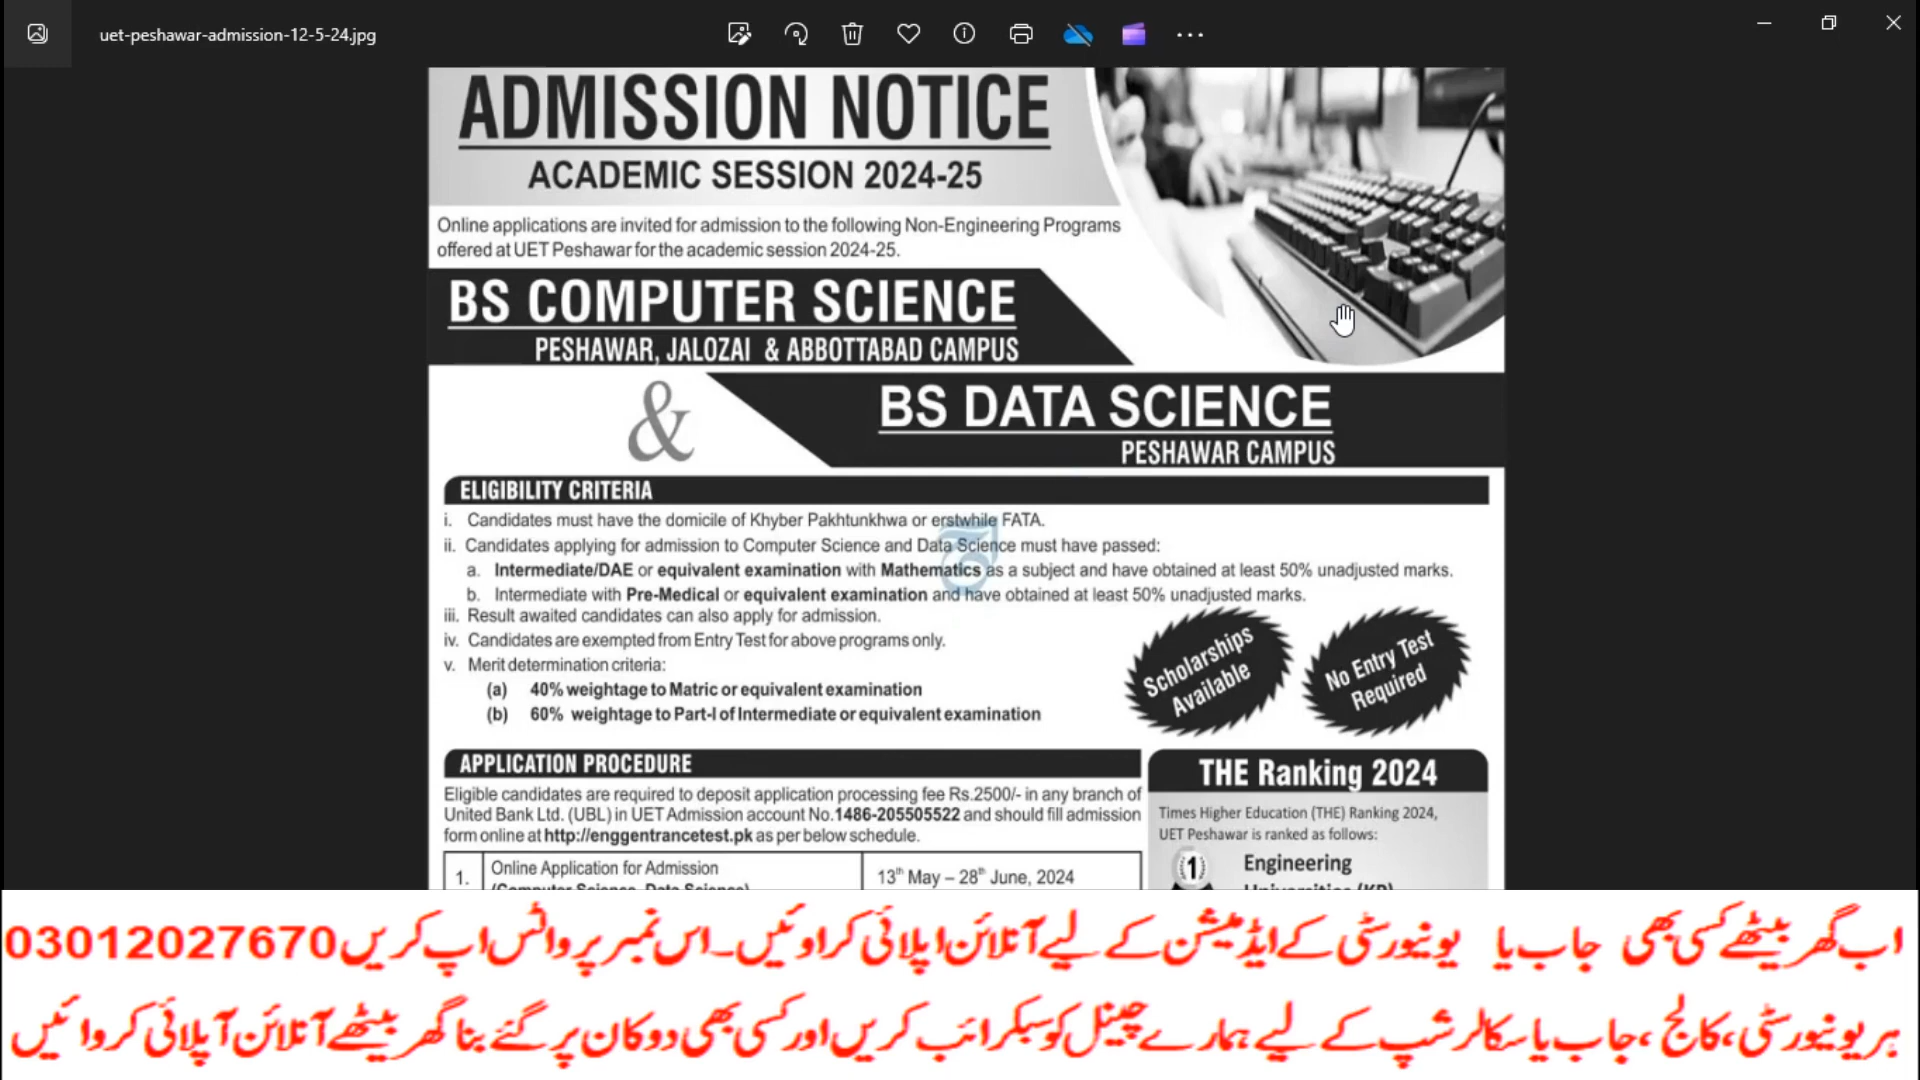 uet-peshawar-admission-12-5-24.jpg
ADMISSION NOTICE
ACADEMIC SESSION 2024-25
Online applications are invited for admission to the following Non-Engineering Programs
offered at UET Peshawar for the academic session 2024-25.
BS COMPUTER SCIENCE
PESHAWAR, JALOZAI & ABBOTTABAD CAMPUS
&
BS DATA SCIENCE
PESHAWAR CAMPUS
ELIGIBILITY CRITERIA
i. Candidates must have the domicile of Khyber Pakhtunkhwa or erstwhile FATA.
ii. Candidates applying for admission to Computer Science and Data Science must have passed:
a. Intermediate/DAE or equivalent examination with Mathematics as a subject and have obtained at least 50% unadjusted marks.
b. Intermediate with Pre-Medical or equivalent examination and have obtained at least 50% unadjusted marks.
iii. Result awaited candidates can also apply for admission.
iv. Candidates are exempted from Entry Test for above programs only.
v. Merit determination criteria:
(a) 40% weightage to Matric or equivalent examination
(b) 60% weightage to Part-I of Intermediate or equivalent examination
Scholarships
Available
No Entry Test
Required
APPLICATION PROCEDURE
Eligible candidates are required to deposit application processing fee Rs.2500/- in any branch of
United Bank Ltd. (UBL) in UET Admission account No.1486-205505522 and should fill admission
form online at http://enggentrancetest.pk as per below schedule.
1. Online Application for Admission
(Computer Science, Data Science)
13th May – 28th June, 2024
THE Ranking 2024
Times Higher Education (THE) Ranking 2024,
UET Peshawar is ranked as follows:
1 Engineering
Universities (KP)
اب گھر بیٹھے کسی بھی جاب یا یونیورسٹی کے ایڈمیشن کے لیے آنلائن اپلائی کراوئیں۔اس نمبر پر واٹس اپ کریں 03012027670
ہر یونیورسٹی، کالج ،جاب یا سکالرشپ کے لیے ہمارے چینل کو سبکرائب کریں اور کسی بھی دوکان پر گئے بنا گھر بیٹھے آنلائن آپلائی کروائیں